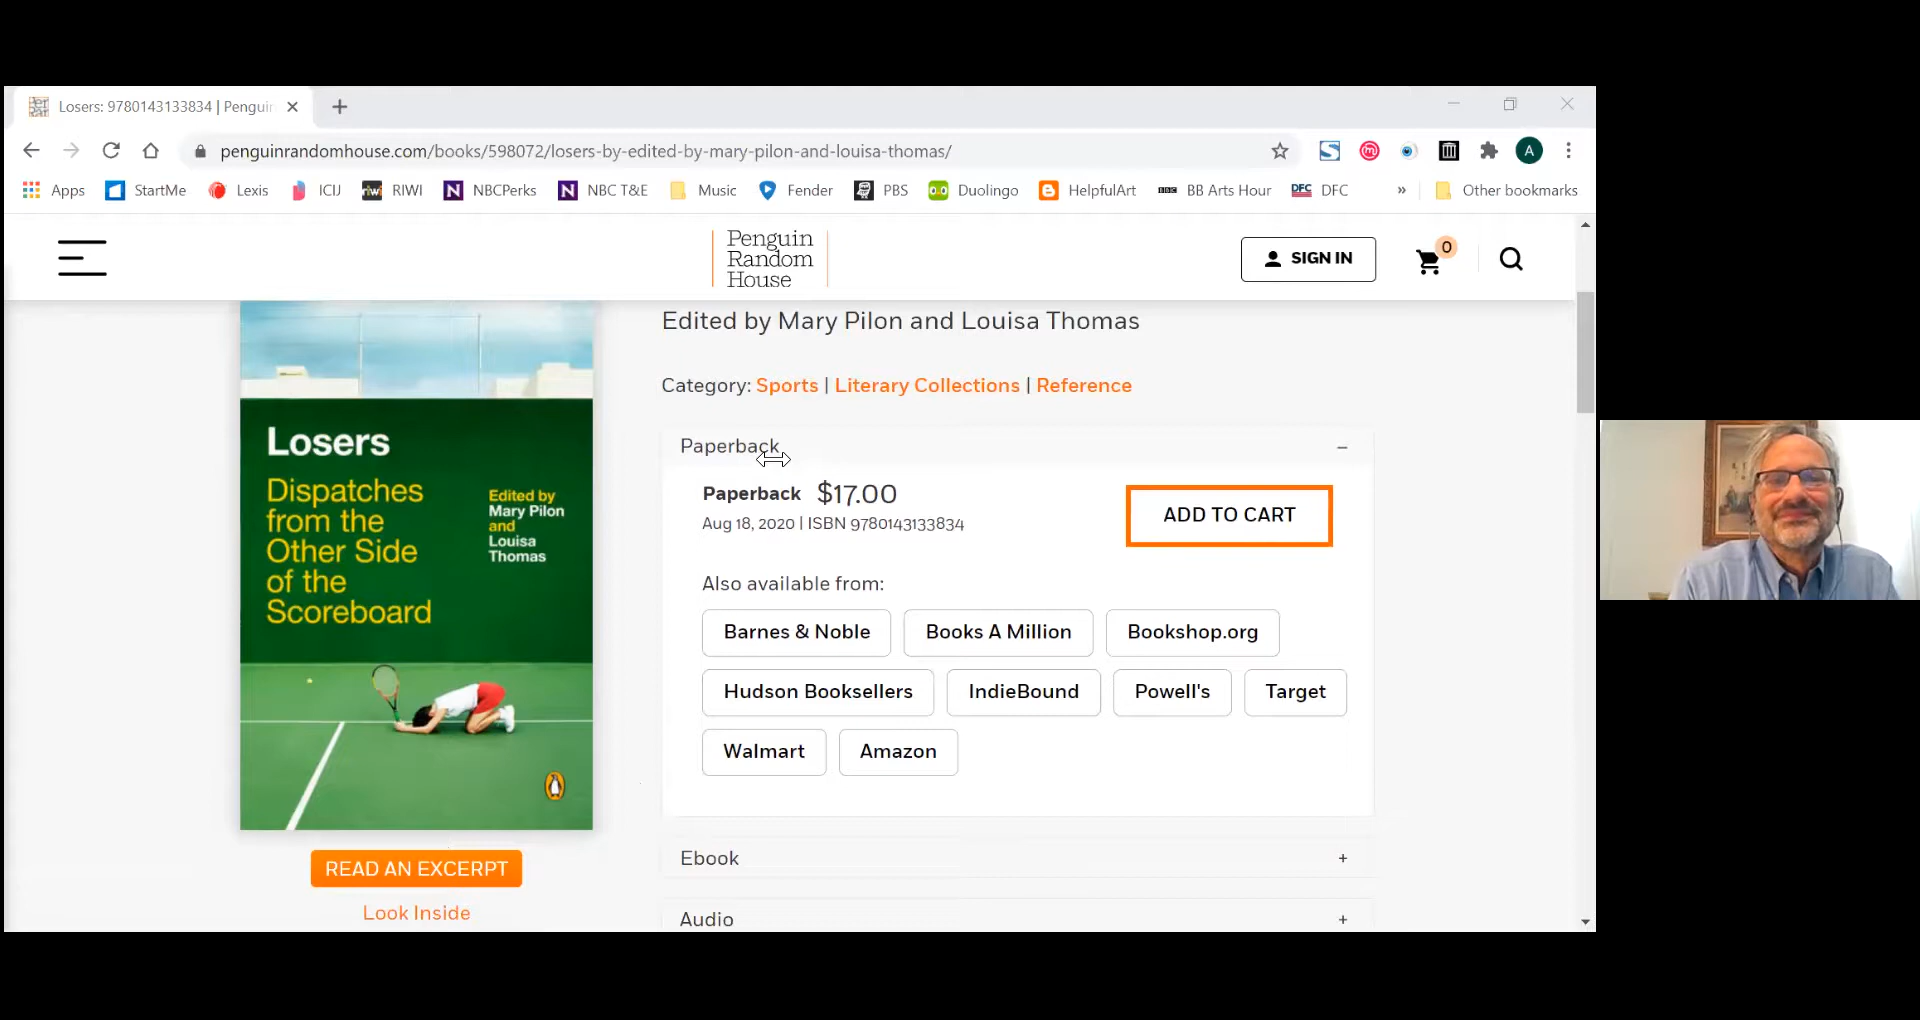 Losers: 9780143133834 | Penguin
penguinrandomhouse.com/books/598072/losers-by-edited-by-mary-pilon-and-louisa-thomas/
A
Apps StartMe Lexis ICIJ RIWI NBCPerks NBC T&E Music Fender PBS Duolingo HelpfulArt BBC BB Arts Hour DFC DFC » Other bookmarks
Penguin
Random
House
SIGN IN
0
Edited by Mary Pilon and Louisa Thomas
Category: Sports | Literary Collections | Reference
Losers
Dispatches
from the
Other Side
of the
Scoreboard
Edited by
Mary Pilon
and
Louisa
Thomas
Paperback
Paperback $17.00
Aug 18, 2020 | ISBN 9780143133834
ADD TO CART
Also available from:
Barnes & Noble Books A Million Bookshop.org
Hudson Booksellers IndieBound Powell's Target
Walmart Amazon
READ AN EXCERPT
Look Inside
Ebook
Audio